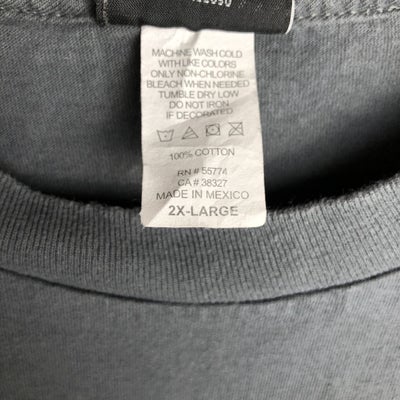 MACHINE WASH COLD
WITH LIKE COLORS
ONLY NON-CHLORINE
BLEACH WHEN NEEDED
TUMBLE DRY LOW
DO NOT IRON
IF DECORATED
100% COTTON
RN # 55774
CA # 38327
MADE IN MEXICO
2X-LARGE